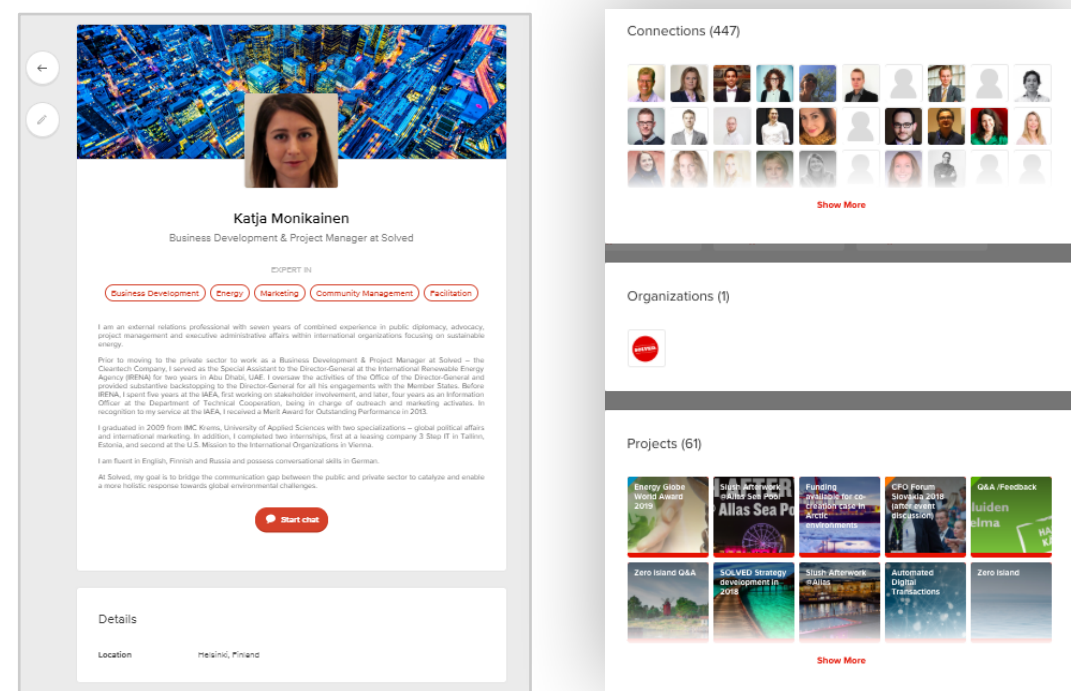 Katja Monikainen
Business Development & Project Manager at Solved
EXPERT IN
Business Development
Energy
Marketing
Community Management
Facilitation
I am an external relations professional with seven years of combined experience in public diplomacy, advocacy,
project management and executive administrative affairs within international organizations focusing on sustainable
energy.
Prior to moving to the private sector to work as a Business Development & Project Manager at Solved – the
Cleantech Company, I served as the Special Assistant to the Director-General at the International Renewable Energy
Agency (IRENA) for two years in Abu Dhabi, UAE. I oversaw the activities of the Office of the Director-General and
provided substantive backstopping to the Director-General for all his engagements with the Member States. Before
IRENA, I spent five years at the IAEA, first working on stakeholder involvement, and later, four years as an Information
Officer at the Department of Technical Cooperation, being in charge of outreach and marketing activates. In
recognition to my service at the IAEA, I received a Merit Award for Outstanding Performance in 2013.
I graduated in 2009 from IMC Krems, University of Applied Sciences with two specializations – global political affairs
and international marketing. In addition, I completed two internships, first at a leasing company 3 Step IT in Tallinn,
Estonia, and second at the U.S. Mission to the International Organizations in Vienna.
I am fluent in English, Finnish and Russia and possess conversational skills in German.
At Solved, my goal is to bridge the communication gap between the public and private sector to catalyze and enable
a more holistic response towards global environmental challenges.
Start chat
Details
Location Helsinki, Finland
Connections (447)
Show More
Organizations (1)
SOLVED
Projects (61)
Energy Globe
World Award
2019
Slush Afterwork
@Allas Sea Pool
AFTER
Allas Sea Po
Funding
available for co-
creation case in
Arctic
environments
CFO Forum
Slovakia 2018
(after event
discussion)
Q&A /Feedback
luiden
elma
HA
KÄ
Zero Island Q&A
SOLVED Strategy
development in
2018
Slush Afterwork
@Allas
Automated
Digital
Transactions
Zero Island
Show More